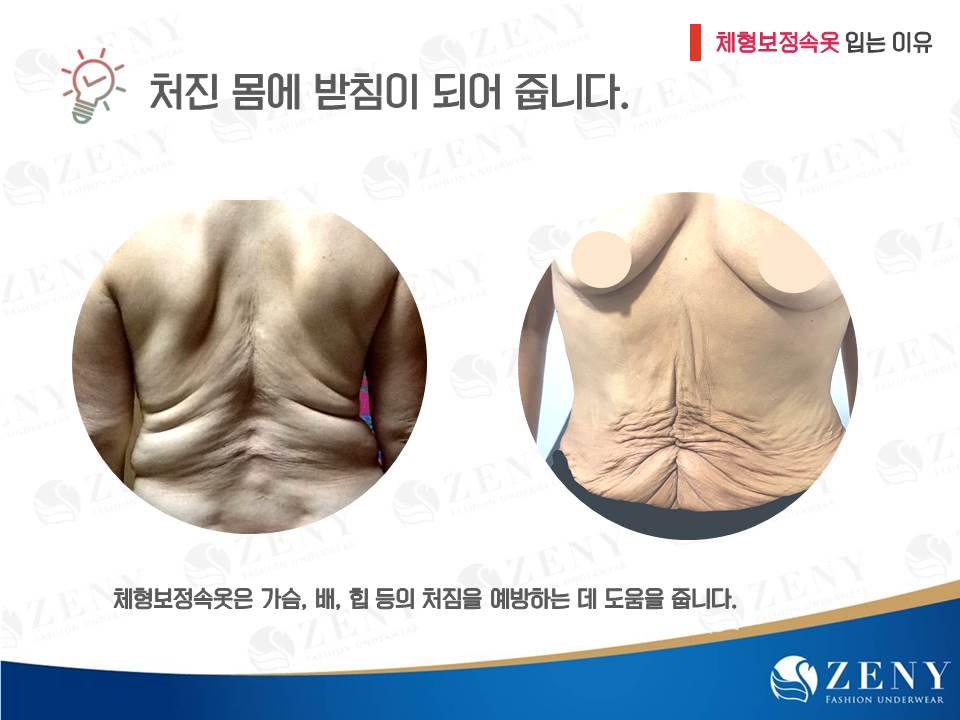 체형보정속옷 입는 이유
처진 몸에 받침이 되어 줍니다.
체형보정속옷은 가슴, 배, 힙 등의 처짐을 예방하는 데 도움을 줍니다.
ZENY
FASHION UNDERWEAR